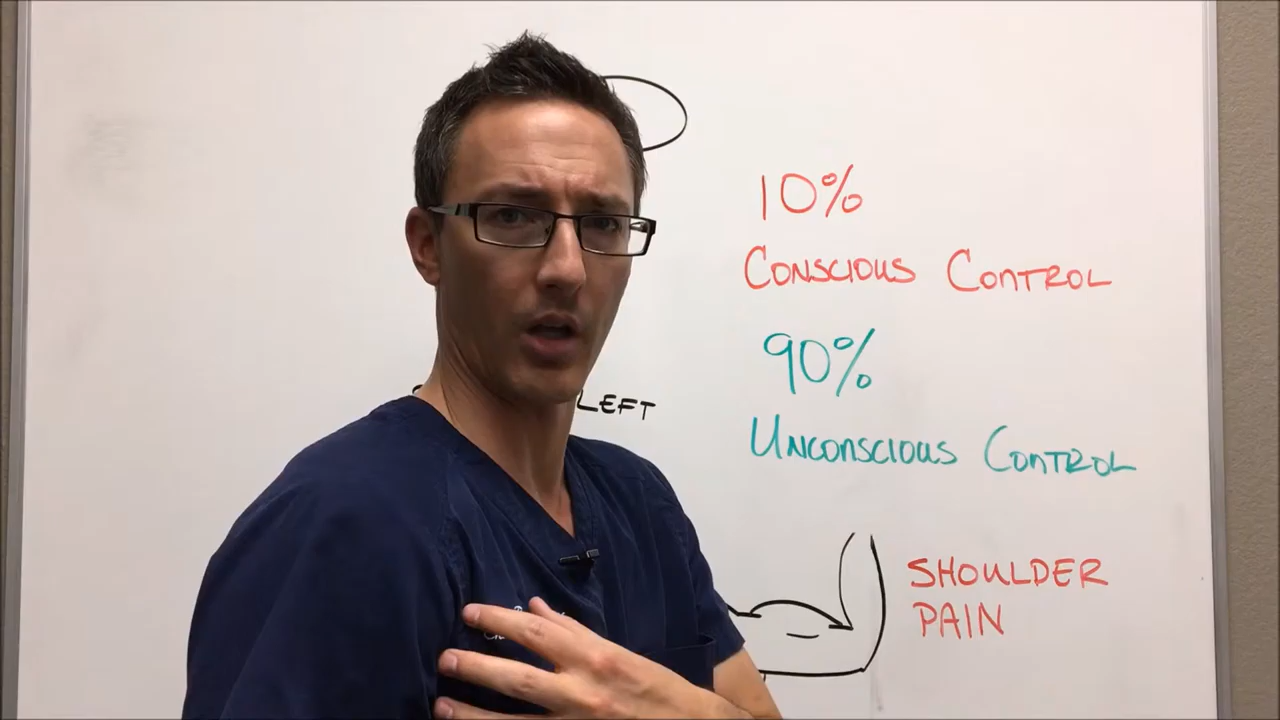 10%
CONSCIOUS CONTROL
90%
UNCONSCIOUS CONTROL
LEFT
SHOULDER
PAIN